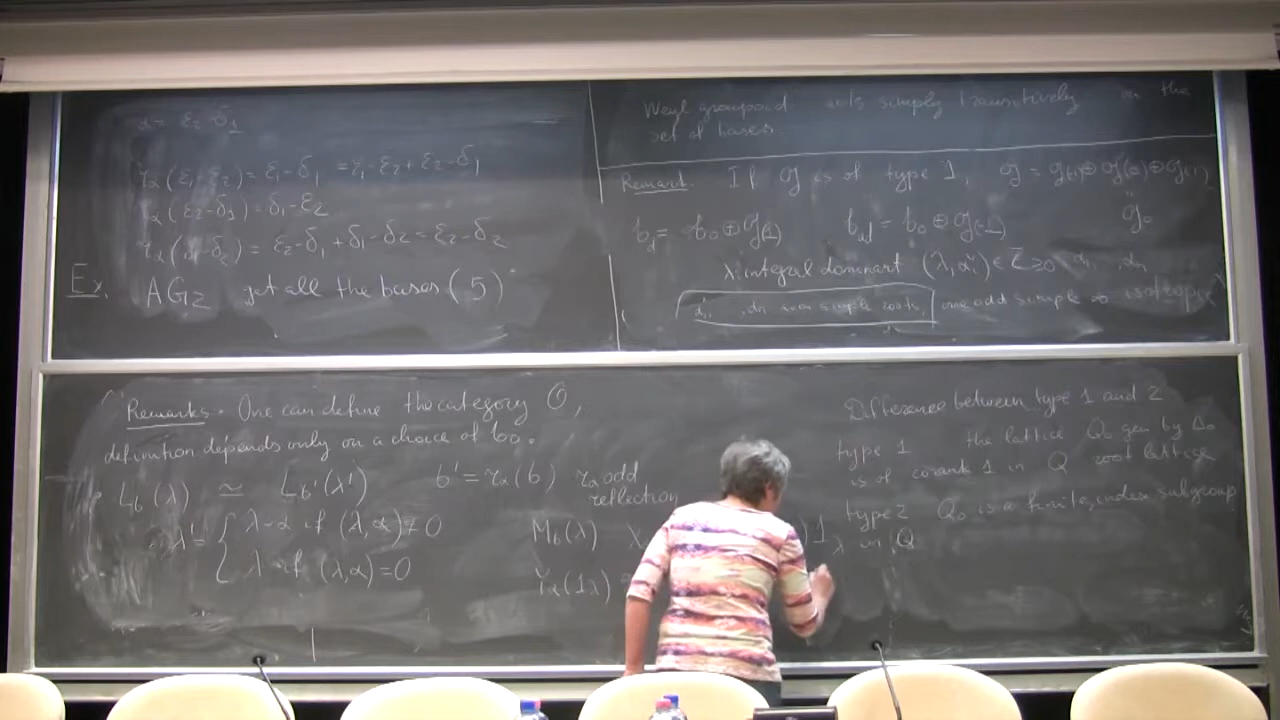 α = ε₂ - δ₁
r_α(ε₁-ε₂) = ε₁-δ₁ = ε₁-ε₂+ε₂-δ₁
r_α(ε₂-δ₁) = δ₁-ε₂
r_α(δ₁-δ₂) = ε₂-δ₁+δ₁-δ₂ = ε₂-δ₂
Ex. AG₂ get all the bases (5)
Weyl groupoid acts simply transitively on the
set of bases.
Remark. If g is of type 1, g = g(-1)⊕g(0)⊕g(1)
g₀
b_d = b₀⊕g(1) b_ad = b₀⊕g(-1)
λ integral dominant (λ, α_i^∨) ∈ Z≥0
αn even simple roots, one odd simple isotropic
Remarks. One can define the category O,
definition depends only on a choice of b₀.
L_b(λ) ≃ L_b'(λ') b' = r_α(b) r_α odd
reflection
λ' = { λ-α if (λ,α) ≠ 0
λ if (λ,α) = 0
M_b(λ)
Y_α(1λ)
Difference between type 1 and 2
type 1 the lattice Q₀ gen by Δ₀
is of corank 1 in Q root lattice
type 2 Q₀ is a finite index subgroup
in Q